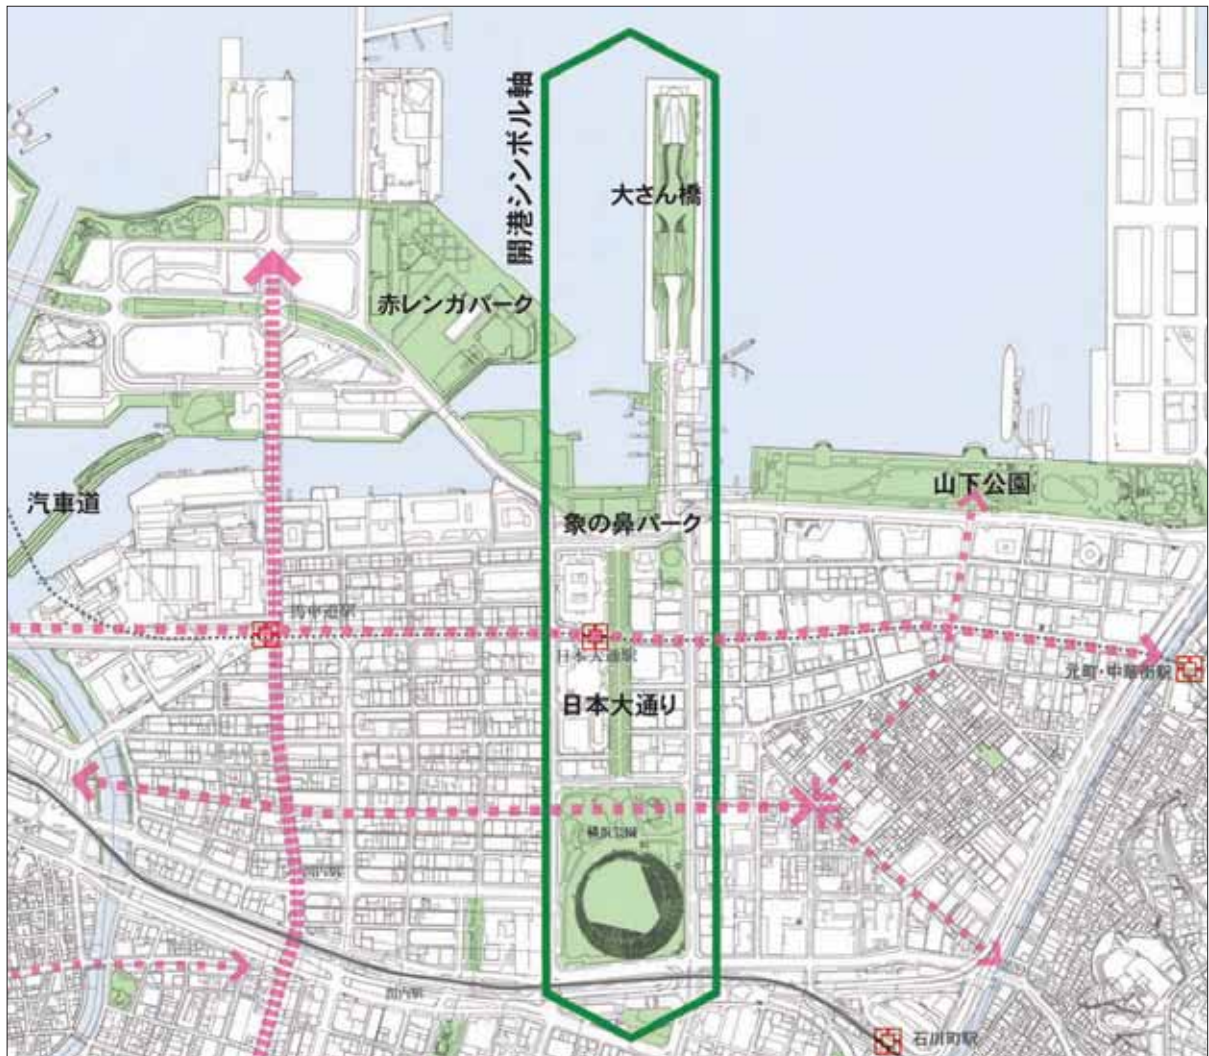 開港シンボル軸
大さん橋
赤レンガパーク
山下公園
汽車道
象の鼻パーク
馬車道駅
日本大通駅
元町・中華街駅
日本大通り
横浜公園
関内駅
関内駅
石川町駅